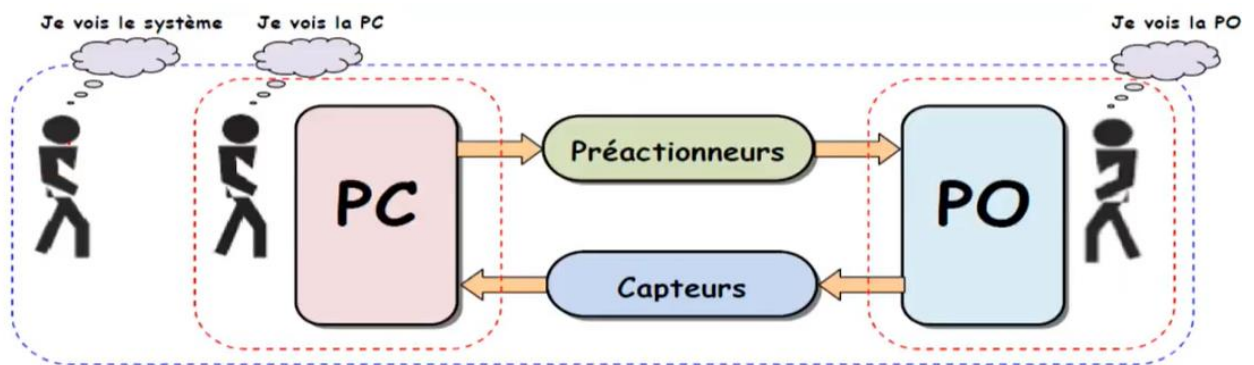 Je vois le système
Je vois la PC
Je vois la PO
PC
Préactionneurs
PO
Capteurs